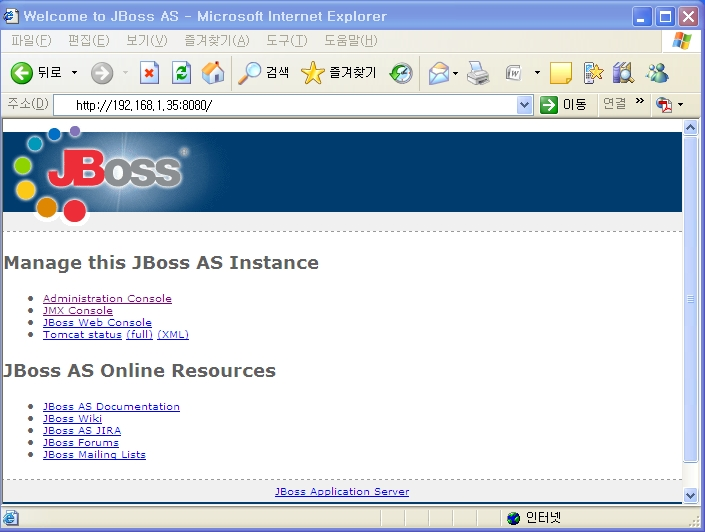 Welcome to JBoss AS - Microsoft Internet Explorer
파일(F) 편집(E) 보기(V) 즐겨찾기(A) 도구(T) 도움말(H)
뒤로 검색 즐겨찾기
주소(D) http://192.168.1.35:8080/ 이동 연결 »
JBoss®
Manage this JBoss AS Instance
Administration Console
JMX Console
JBoss Web Console
Tomcat status (full) (XML)
JBoss AS Online Resources
JBoss AS Documentation
JBoss Wiki
JBoss AS JIRA
JBoss Forums
JBoss Mailing Lists
JBoss Application Server
인터넷